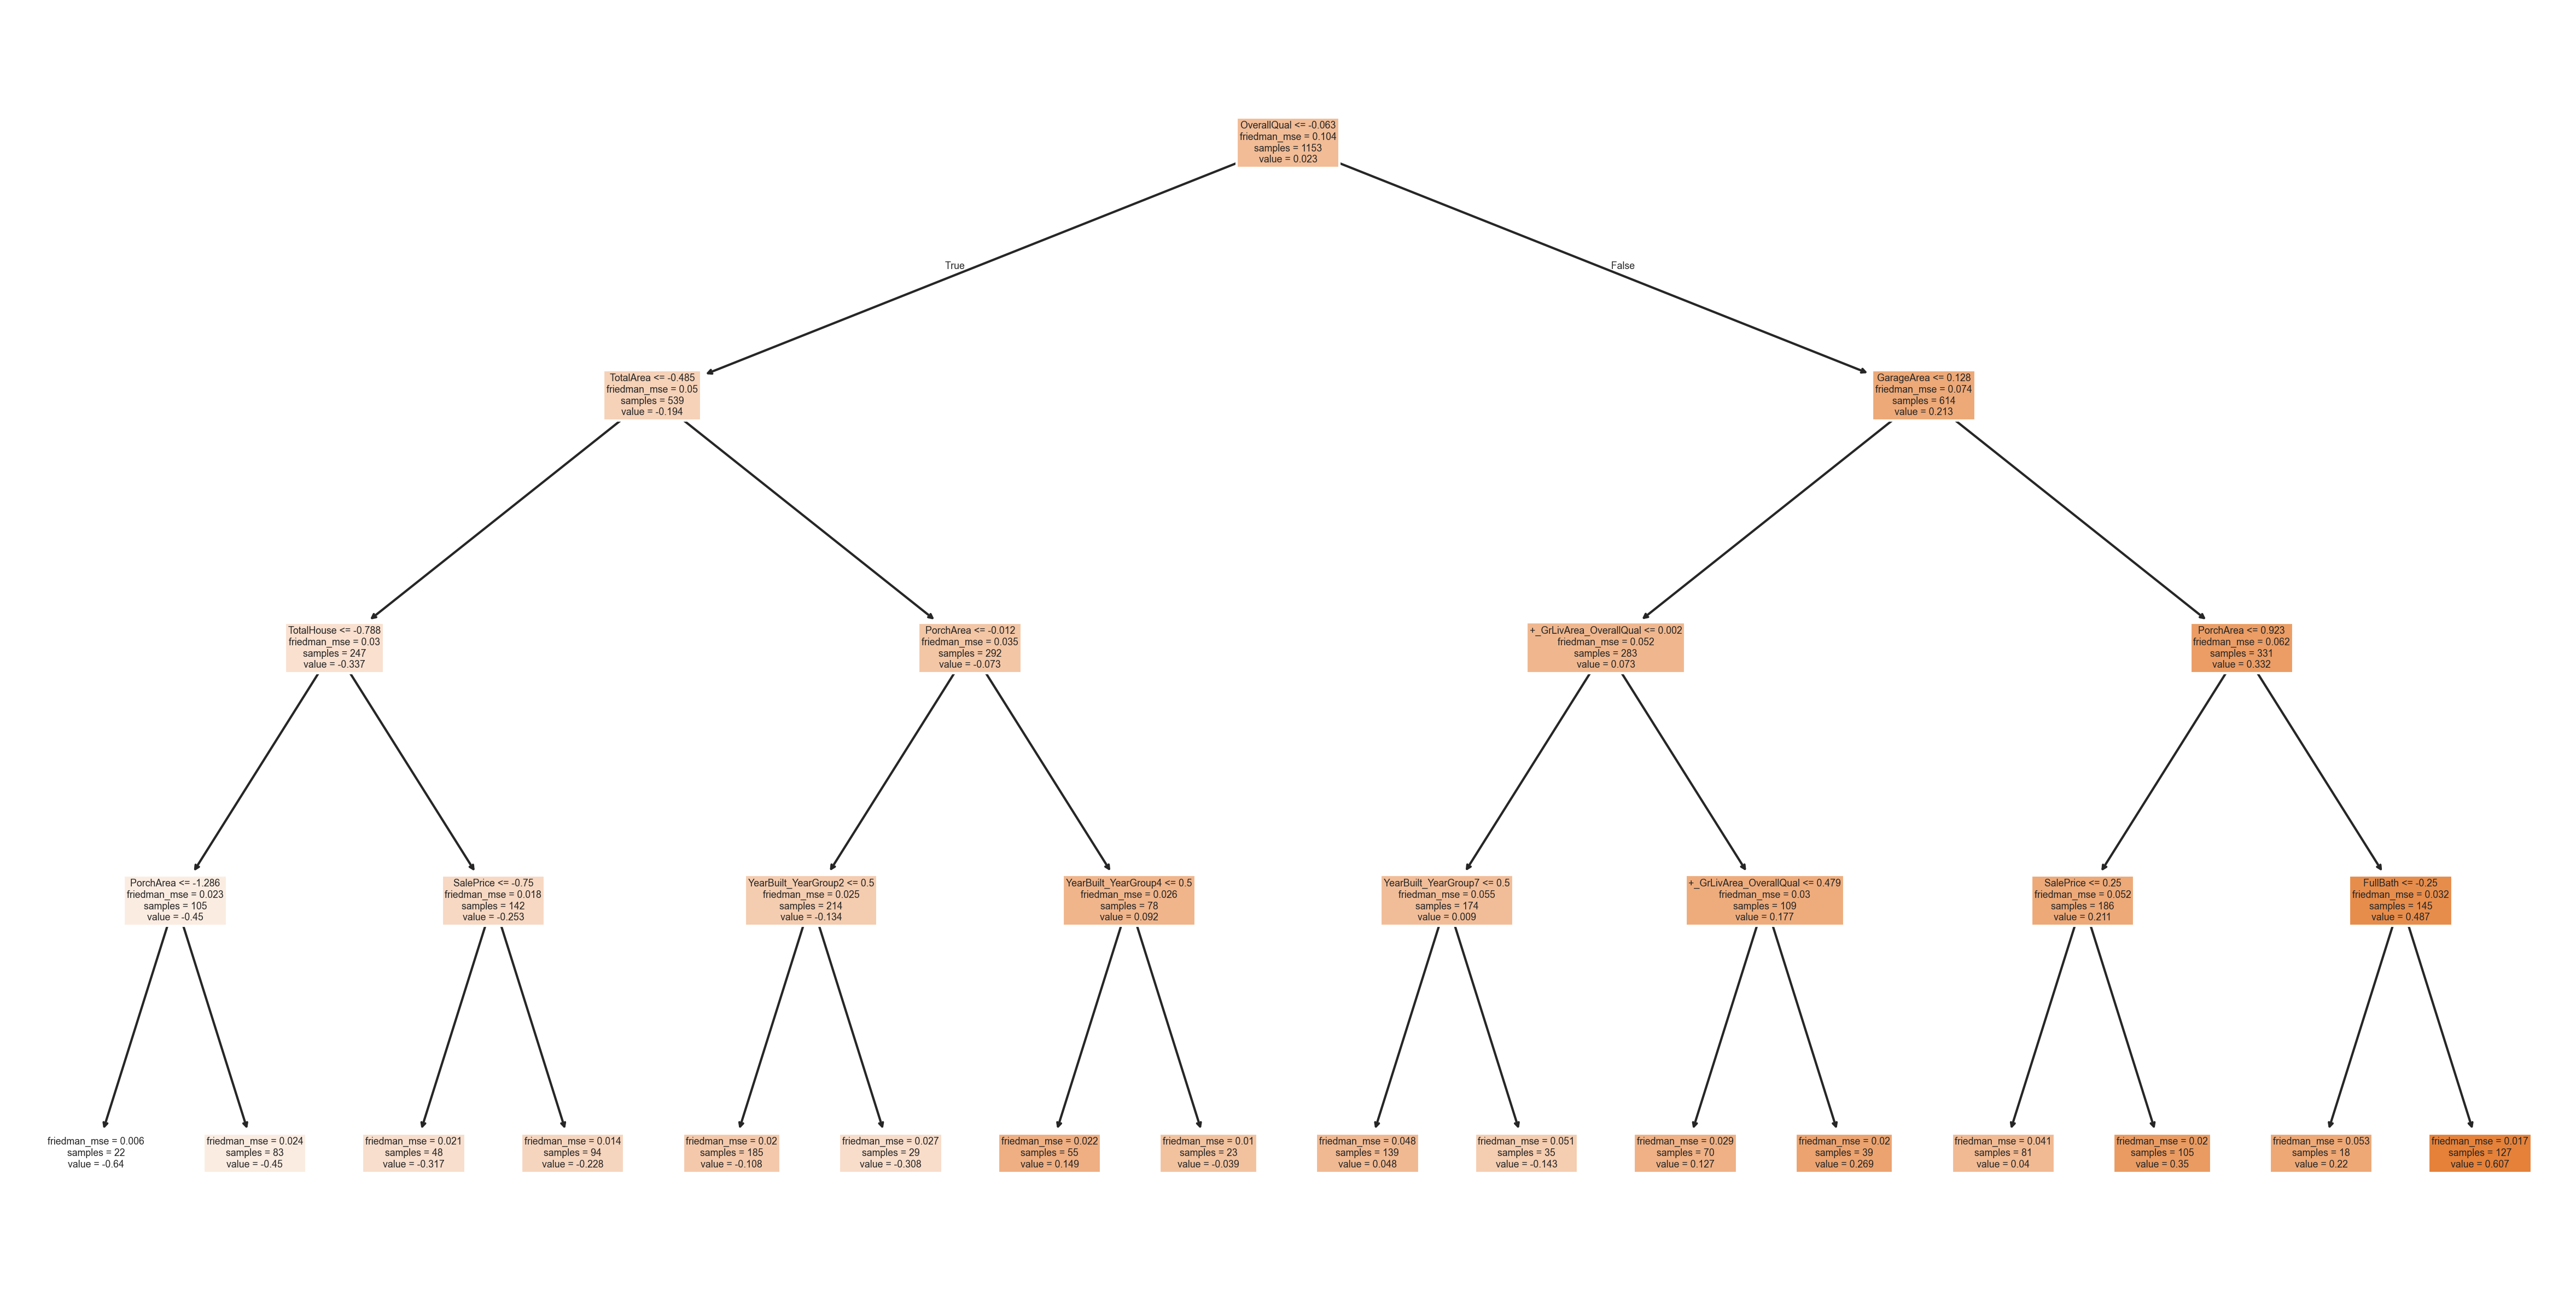 OverallQual <= -0.063
friedman_mse = 0.104
samples = 1153
value = 0.023
True
False
TotalArea <= -0.485
friedman_mse = 0.05
samples = 539
value = -0.194
GarageArea <= 0.128
friedman_mse = 0.074
samples = 614
value = 0.213
TotalHouse <= -0.788
friedman_mse = 0.03
samples = 247
value = -0.337
PorchArea <= -0.012
friedman_mse = 0.035
samples = 292
value = -0.073
+_GrLivArea_OverallQual <= 0.002
friedman_mse = 0.052
samples = 283
value = 0.073
PorchArea <= 0.923
friedman_mse = 0.062
samples = 331
value = 0.332
PorchArea <= -1.286
friedman_mse = 0.023
samples = 105
value = -0.45
SalePrice <= -0.75
friedman_mse = 0.018
samples = 142
value = -0.253
YearBuilt_YearGroup2 <= 0.5
friedman_mse = 0.025
samples = 214
value = -0.134
YearBuilt_YearGroup4 <= 0.5
friedman_mse = 0.026
samples = 78
value = 0.092
YearBuilt_YearGroup7 <= 0.5
friedman_mse = 0.055
samples = 174
value = 0.009
+_GrLivArea_OverallQual <= 0.479
friedman_mse = 0.03
samples = 109
value = 0.177
SalePrice <= 0.25
friedman_mse = 0.052
samples = 186
value = 0.211
FullBath <= -0.25
friedman_mse = 0.032
samples = 145
value = 0.487
friedman_mse = 0.006
samples = 22
value = -0.64
friedman_mse = 0.024
samples = 83
value = -0.45
friedman_mse = 0.021
samples = 48
value = -0.317
friedman_mse = 0.014
samples = 94
value = -0.228
friedman_mse = 0.02
samples = 185
value = -0.108
friedman_mse = 0.027
samples = 29
value = -0.308
friedman_mse = 0.022
samples = 55
value = 0.149
friedman_mse = 0.01
samples = 23
value = -0.039
friedman_mse = 0.048
samples = 139
value = 0.048
friedman_mse = 0.051
samples = 35
value = -0.143
friedman_mse = 0.029
samples = 70
value = 0.127
friedman_mse = 0.02
samples = 39
value = 0.269
friedman_mse = 0.041
samples = 81
value = 0.04
friedman_mse = 0.02
samples = 105
value = 0.35
friedman_mse = 0.053
samples = 18
value = 0.22
friedman_mse = 0.017
samples = 127
value = 0.607